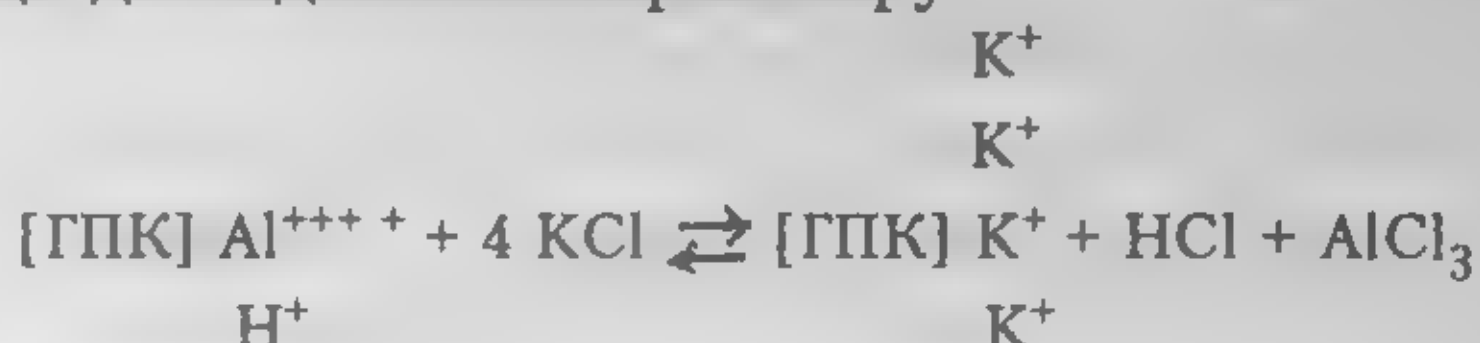 K⁺
K⁺
[ГПК] Al⁺⁺⁺ ⁺ + 4 KCl ⇄ [ГПК] K⁺ + HCl + AlCl₃
H⁺ K⁺